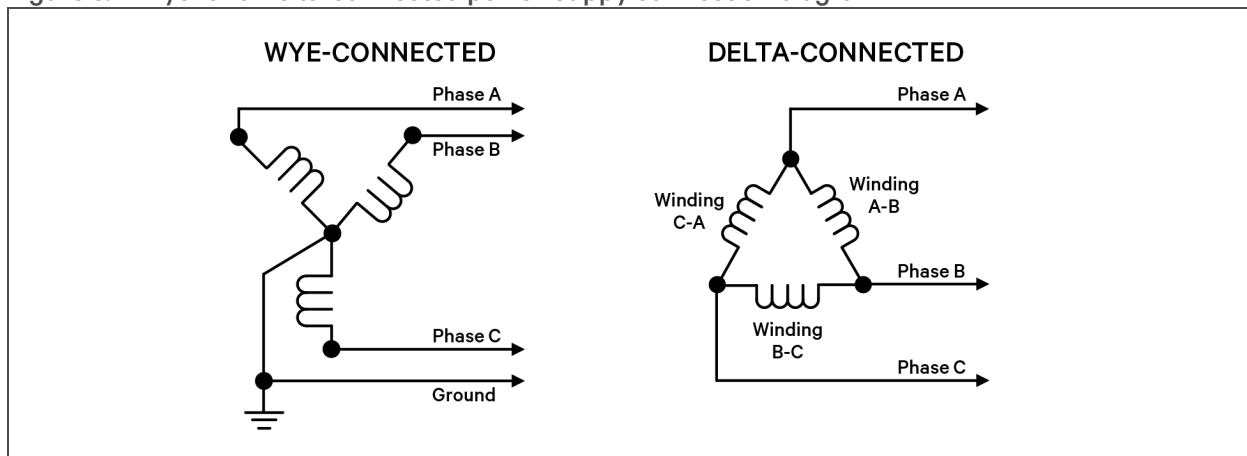 WYE-CONNECTED
Phase A
Phase B
Phase C
Ground
DELTA-CONNECTED
Phase A
Winding
C-A
Winding
A-B
Phase B
Winding
B-C
Phase C